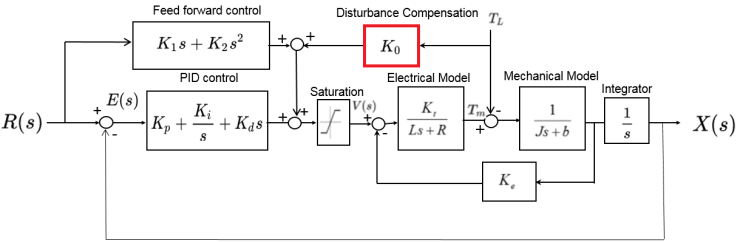 Feed forward control
Disturbance Compensation
T_L
K_1 s + K_2 s^2
+
+
K_0
PID control
Saturation
Electrical Model
Mechanical Model
Integrator
R(s)
+
-
E(s)
K_p + K_i/s + K_d s
+
+
V(s)
+
-
K_t/(Ls+R)
T_m
-
+
1/(Js+b)
1/s
X(s)
K_e